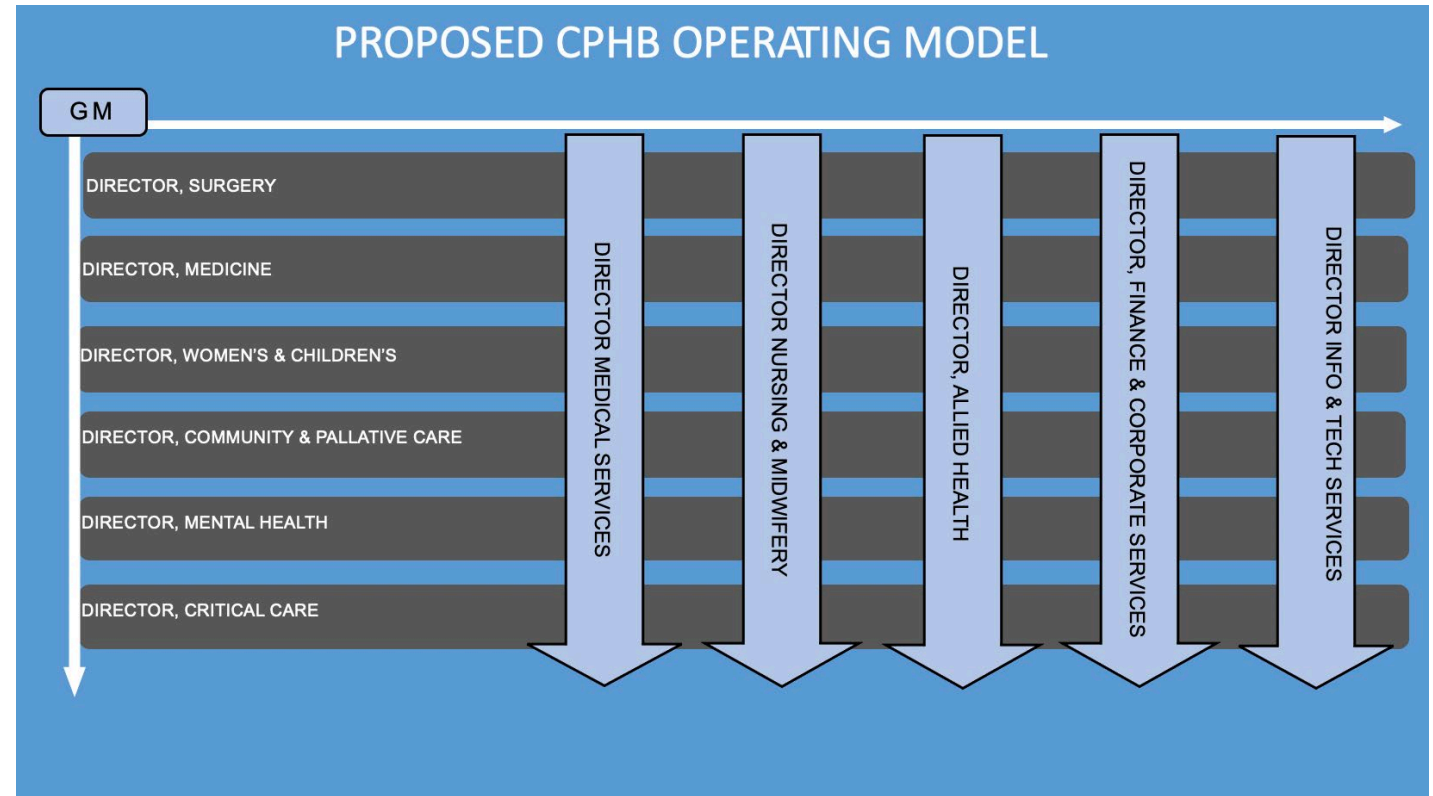 PROPOSED CPHB OPERATING MODEL
GM
DIRECTOR, SURGERY
DIRECTOR, MEDICINE
DIRECTOR, WOMEN'S & CHILDREN'S
DIRECTOR, COMMUNITY & PALLATIVE CARE
DIRECTOR, MENTAL HEALTH
DIRECTOR, CRITICAL CARE
DIRECTOR MEDICAL SERVICES
DIRECTOR NURSING & MIDWIFERY
DIRECTOR, ALLIED HEALTH
DIRECTOR, FINANCE & CORPORATE SERVICES
DIRECTOR INFO & TECH SERVICES